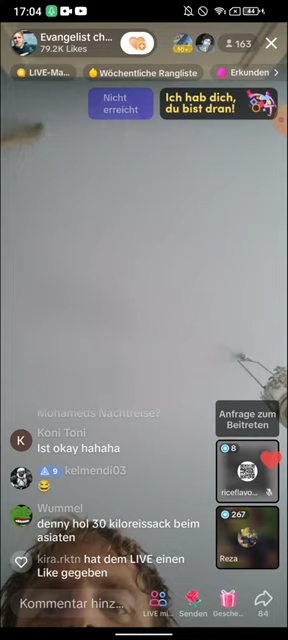 17:04
44
Evangelist ch...
79.2K Likes
10+
163
LIVE-Ma...
Wöchentliche Rangliste
Erkunden
Nicht
erreicht
Ich hab dich,
du bist dran!
Mohameds Nachtreise?
K
Koni Toni
Ist okay hahaha
9 kelmendi03
😂
Wummel
denny hol 30 kiloreissack beim
asiaten
kira.rktn hat dem LIVE einen
Like gegeben
Anfrage zum
Beitreten
8
riceflavo...
267
Reza
Kommentar hinz...
LIVE mi...
Senden
Gesche...
84